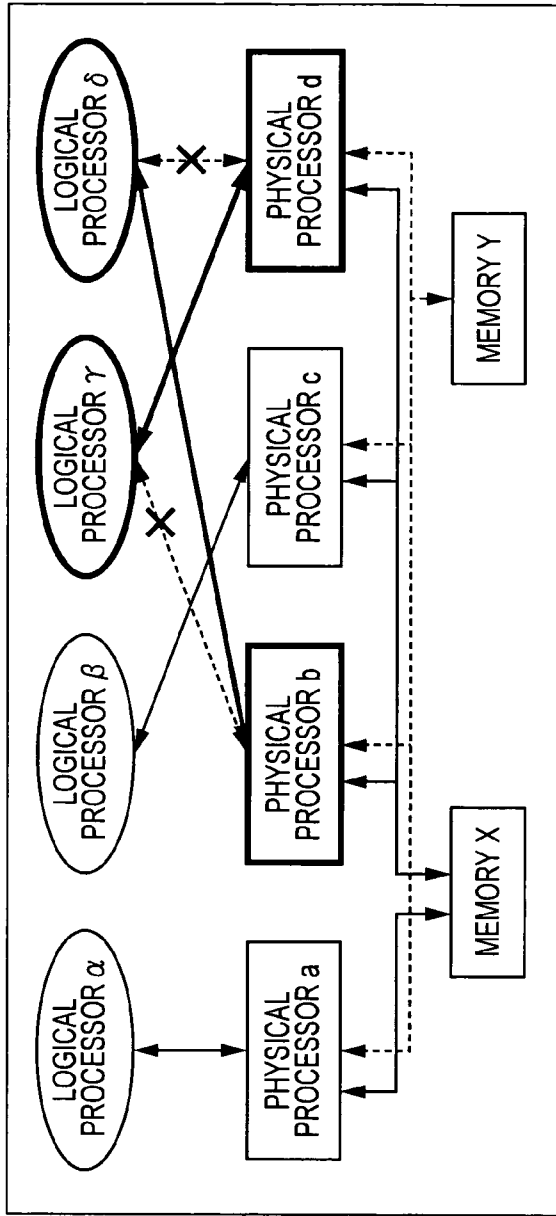 LOGICAL
PROCESSOR α
LOGICAL
PROCESSOR β
LOGICAL
PROCESSOR γ
LOGICAL
PROCESSOR δ
PHYSICAL
PROCESSOR a
PHYSICAL
PROCESSOR b
PHYSICAL
PROCESSOR c
PHYSICAL
PROCESSOR d
MEMORY X
MEMORY Y